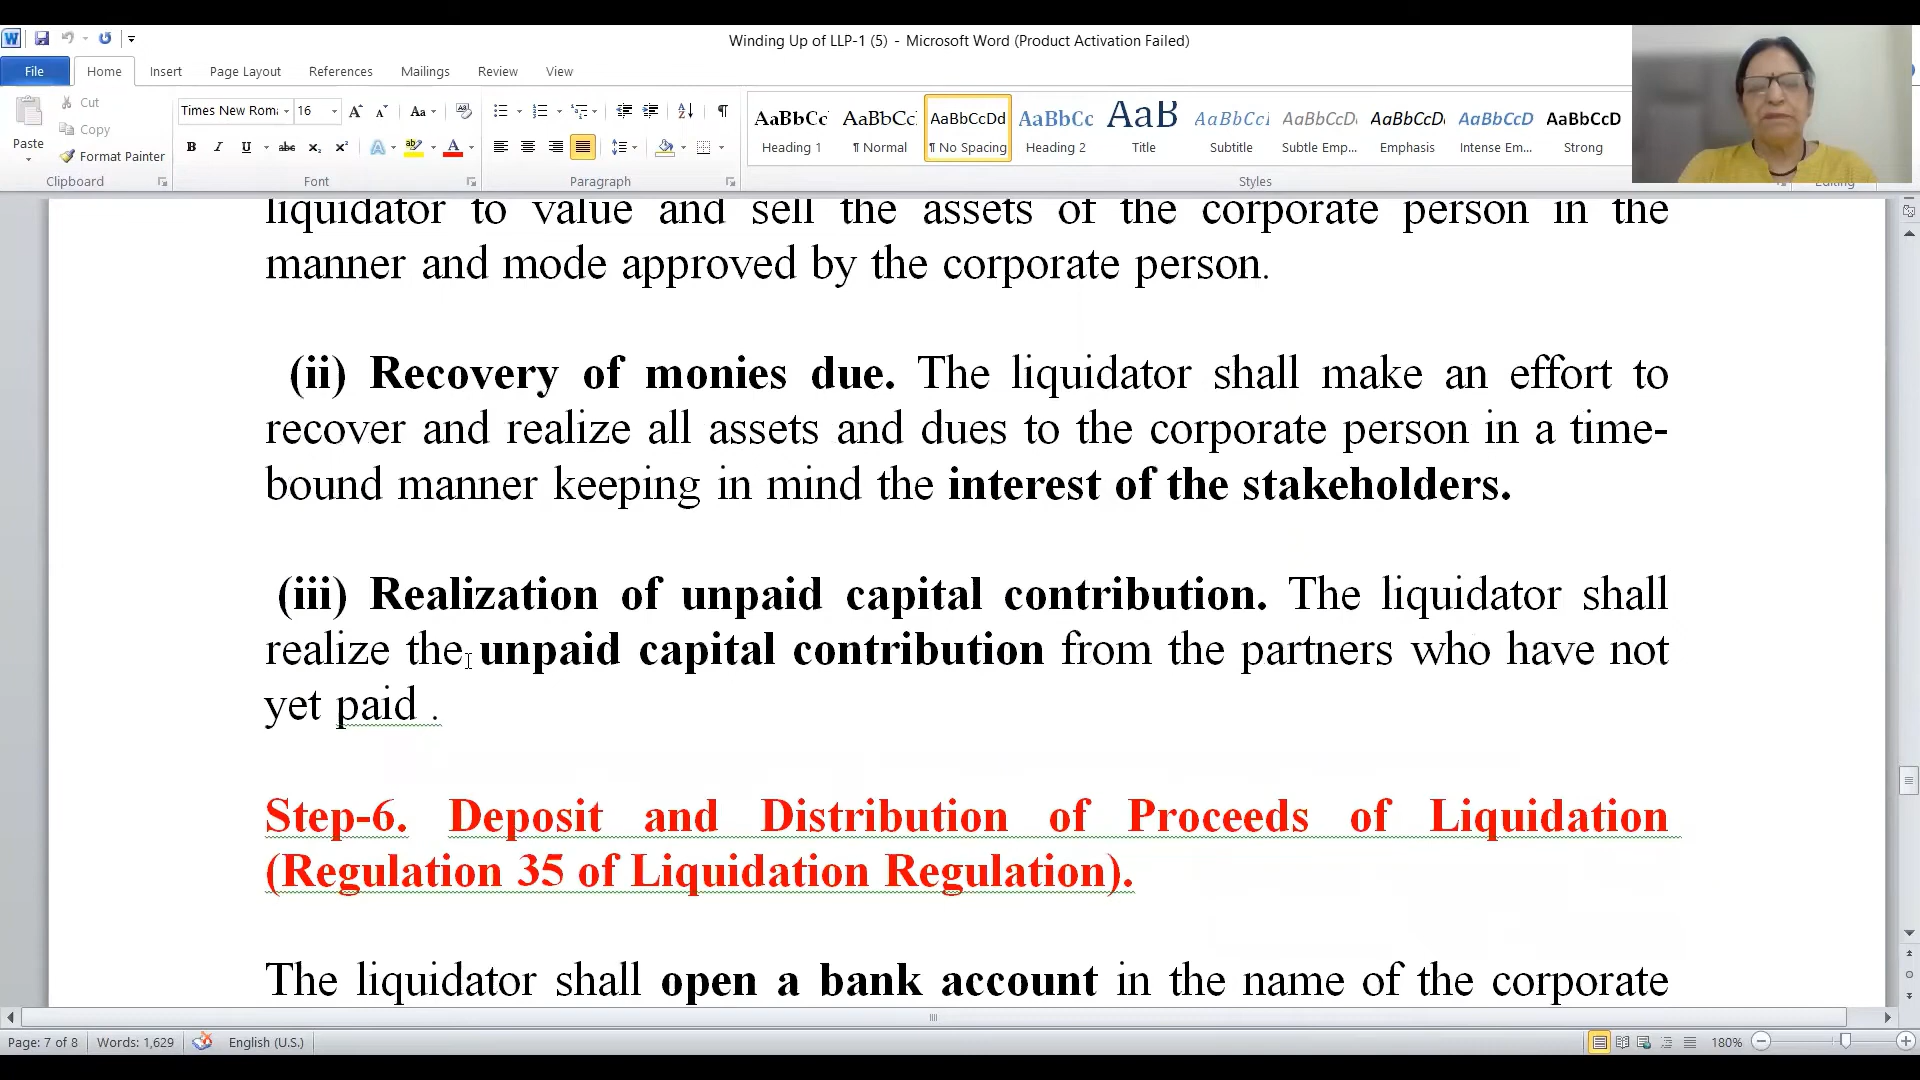 Winding Up of LLP-1 (5) - Microsoft Word (Product Activation Failed)
File Home Insert Page Layout References Mailings Review View
Cut
Copy
Format Painter
Paste
Clipboard
Times New Roma 16
Font
Paragraph
AaBbCc AaBbCc AaBbCcDd AaBbCc AaB AaBbCcI AaBbCcDc AaBbCcDc AaBbCcD AaBbCcD
Heading 1 ¶ Normal ¶ No Spacing Heading 2 Title Subtitle Subtle Emp... Emphasis Intense Em... Strong
Styles
Editing
liquidator to value and sell the assets of the corporate person in the
manner and mode approved by the corporate person.
(ii) Recovery of monies due. The liquidator shall make an effort to
recover and realize all assets and dues to the corporate person in a time-
bound manner keeping in mind the interest of the stakeholders.
(iii) Realization of unpaid capital contribution. The liquidator shall
realize the unpaid capital contribution from the partners who have not
yet paid .
Step-6. Deposit and Distribution of Proceeds of Liquidation
(Regulation 35 of Liquidation Regulation).
The liquidator shall open a bank account in the name of the corporate
Page: 7 of 8 Words: 1,629 English (U.S.) 180%